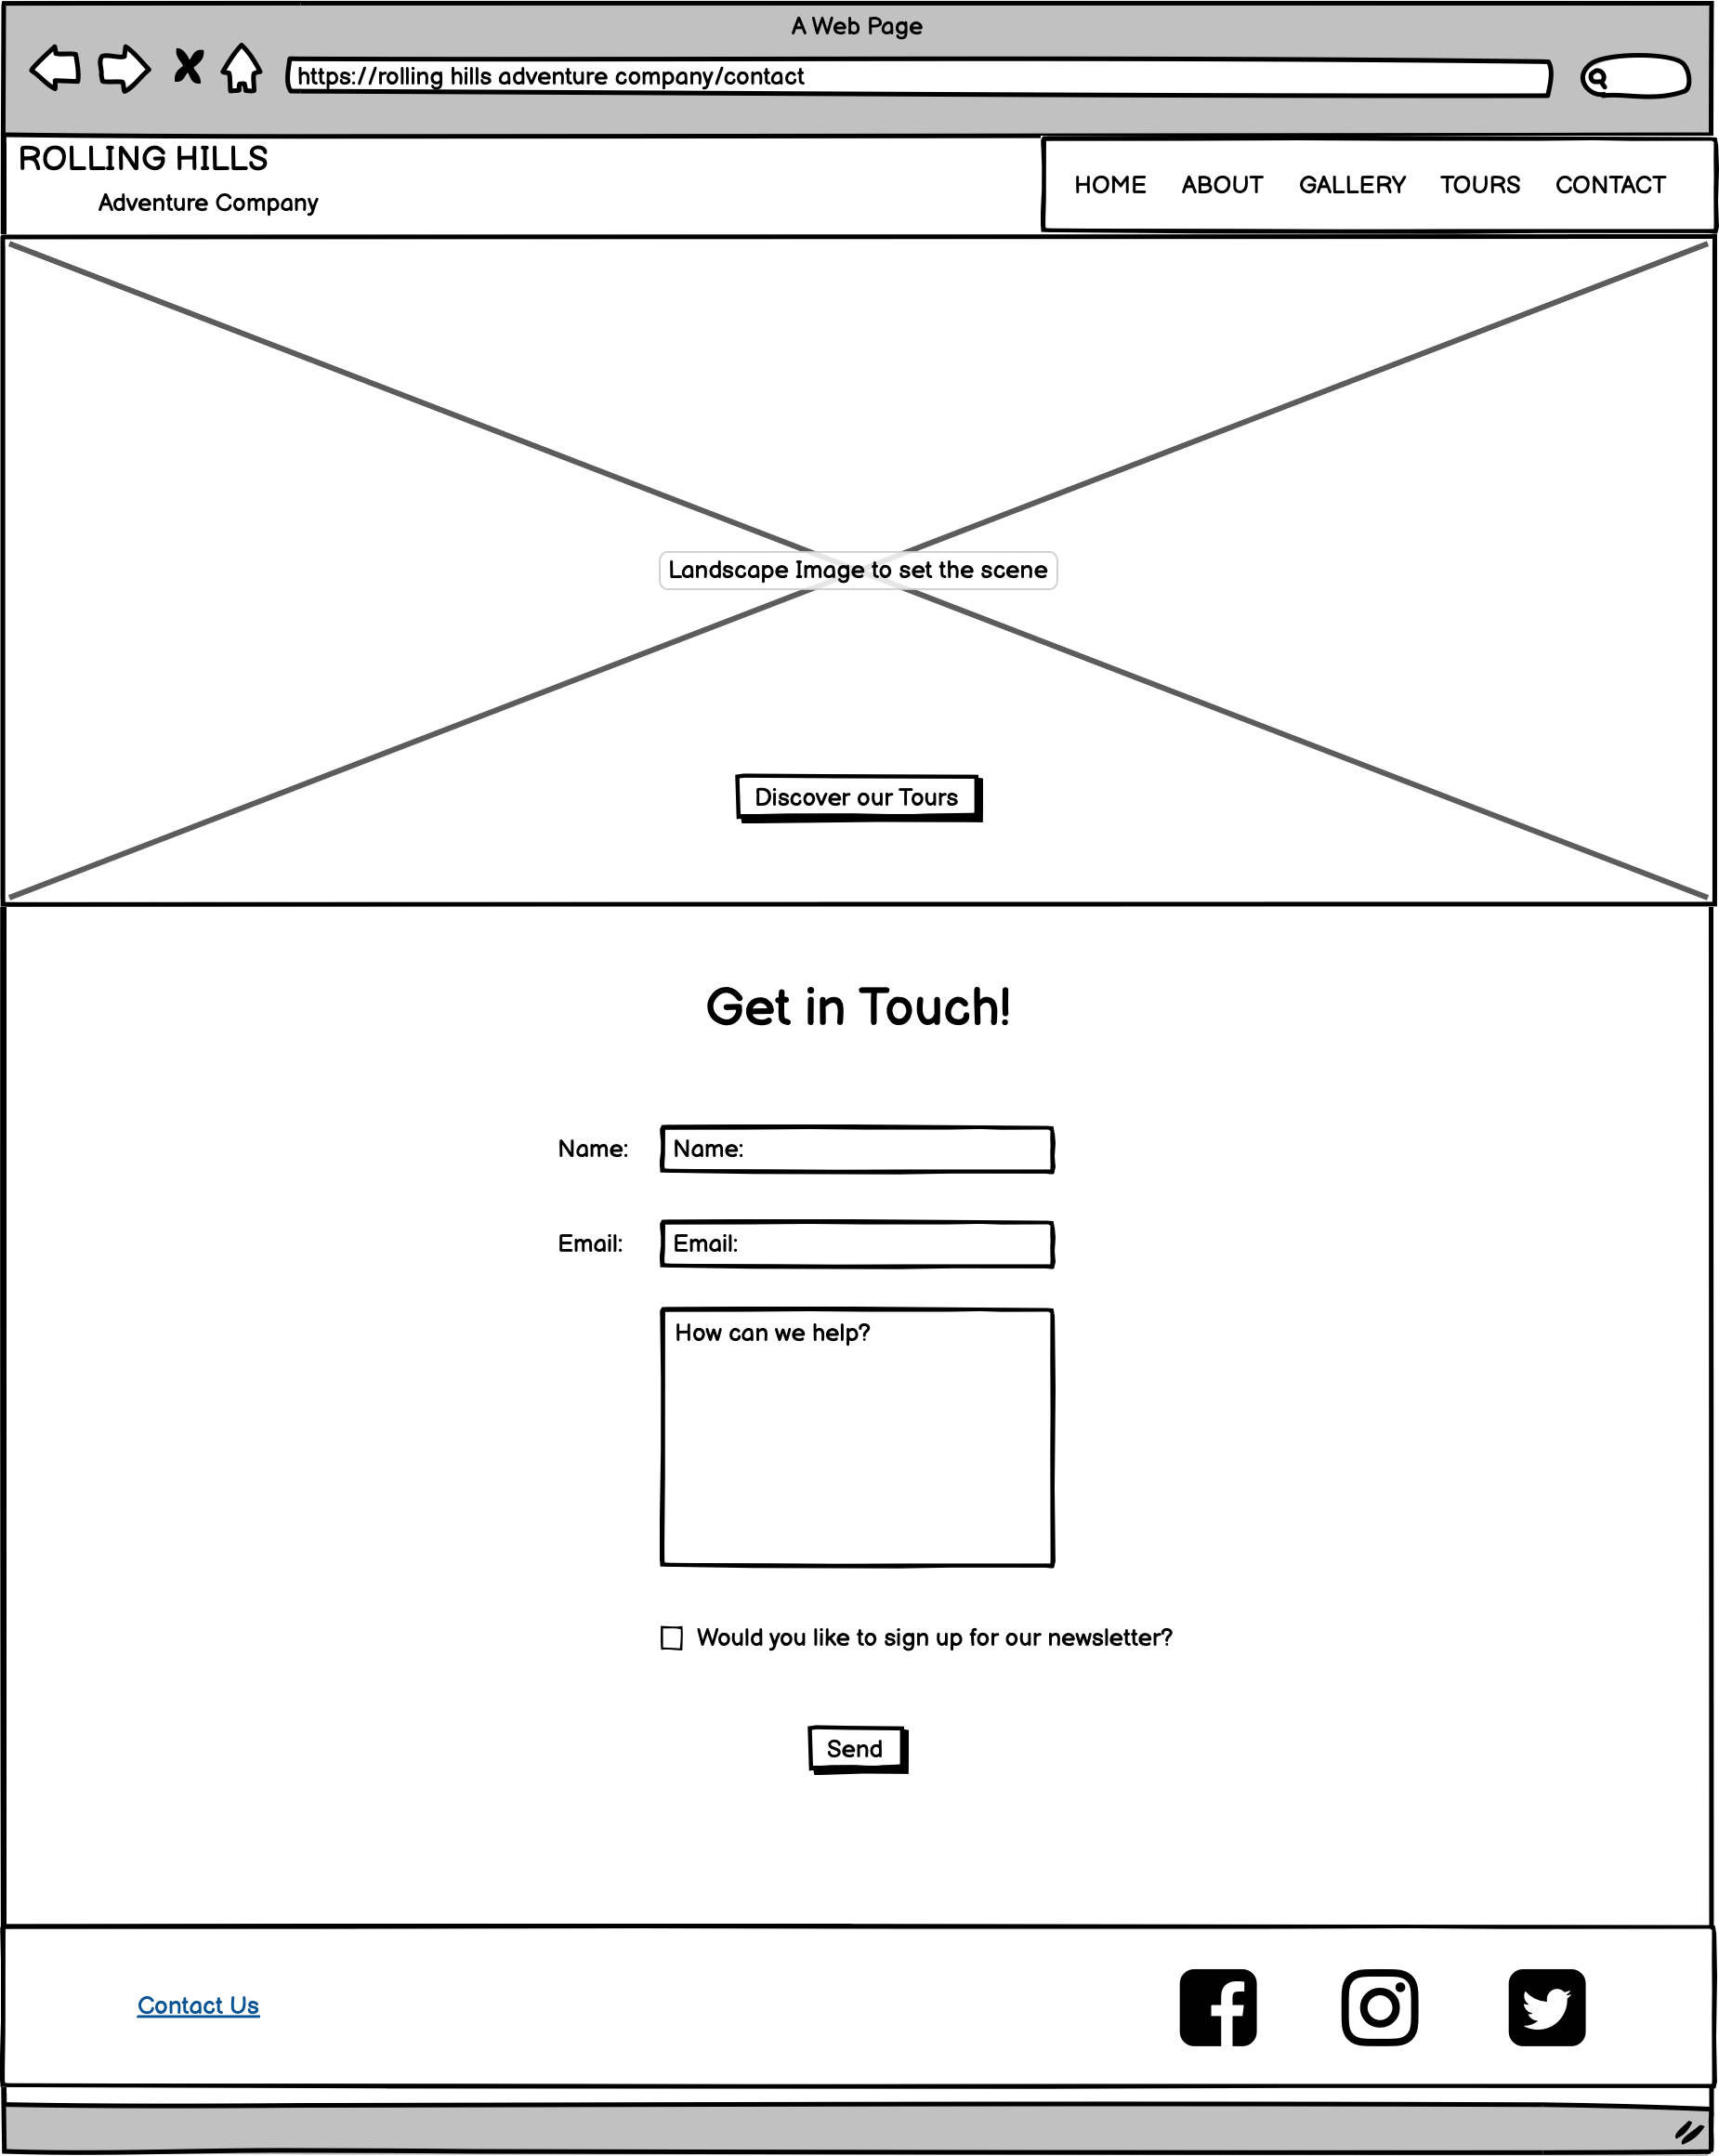 A Web Page
https://rolling hills adventure company/contact
ROLLING HILLS
Adventure Company
HOME ABOUT GALLERY TOURS CONTACT
Landscape Image to set the scene
Discover our Tours
Get in Touch!
Name: Name:
Email: Email:
How can we help?
Would you like to sign up for our newsletter?
Send
Contact Us